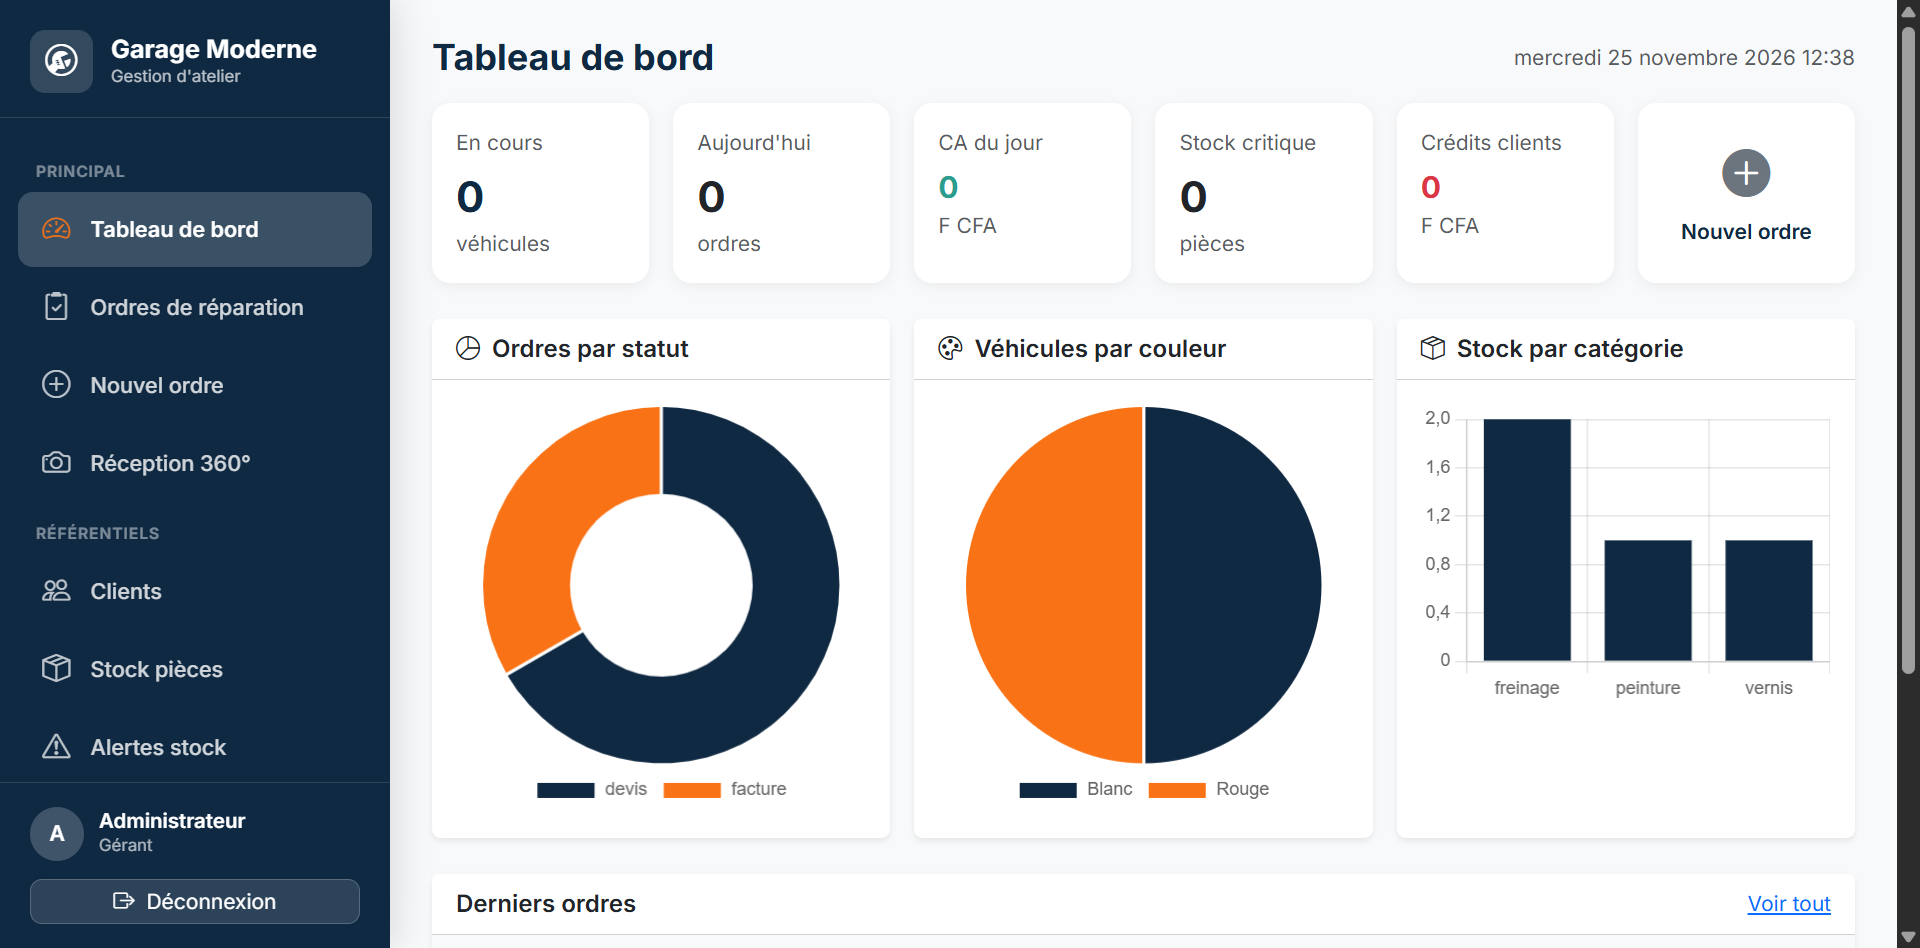 Garage Moderne
Gestion d'atelier
PRINCIPAL
Tableau de bord
Ordres de réparation
Nouvel ordre
Réception 360°
RÉFÉRENTIELS
Clients
Stock pièces
Alertes stock
A
Administrateur
Gérant
Déconnexion
Tableau de bord
mercredi 25 novembre 2026 12:38
En cours
0
véhicules
Aujourd'hui
0
ordres
CA du jour
0
F CFA
Stock critique
0
pièces
Crédits clients
0
F CFA
Nouvel ordre
Ordres par statut
devis facture
Véhicules par couleur
Blanc Rouge
Stock par catégorie
2,0
1,6
1,2
0,8
0,4
0
freinage peinture vernis
Derniers ordres
Voir tout